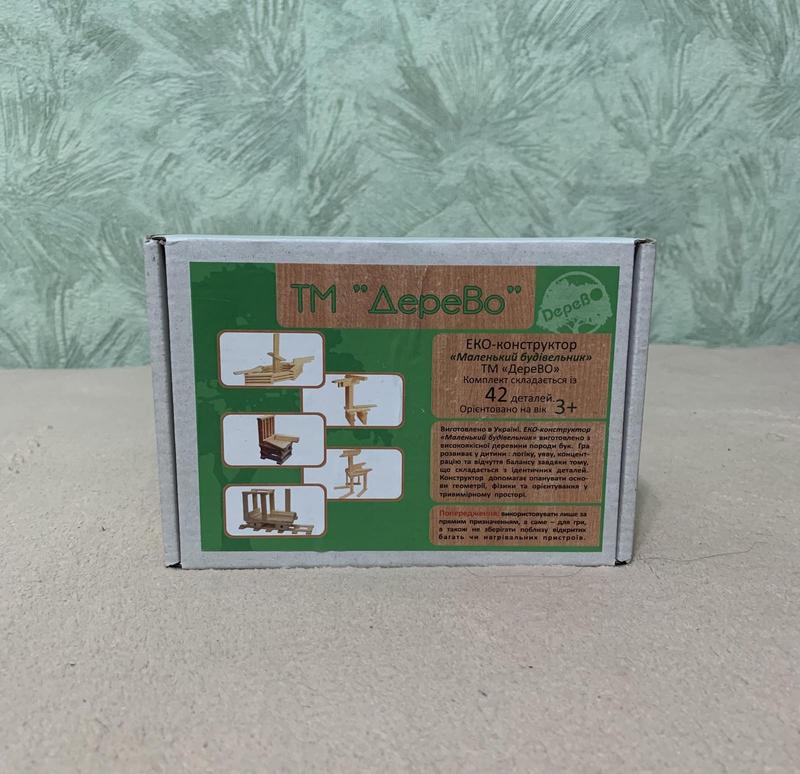 ТМ "ДереВо"
ДеревО
ЕКО-конструктор
«Маленький будівельник»
ТМ «ДереВО»
Комплект складається із
42 деталей.
Орієнтовано на вік 3+
Виготовлено в Україні. ЕКО-конструктор
«Маленький будівельник» виготовлено з
високоякісної деревини породи бук. Гра
розвиває у дитини : логіку, уяву, концент-
рацію та відчуття балансу завдяки тому,
що складається з ідентичних деталей.
Конструктор допомагає опанувати осно-
ви геометрії, фізики та орієнтування у
тривимірному просторі.
Попередження: використовувати лише за
прямим призначенням, а саме – для гри,
а також не зберігати поблизу відкритих
багать чи нагрівальних пристроїв.